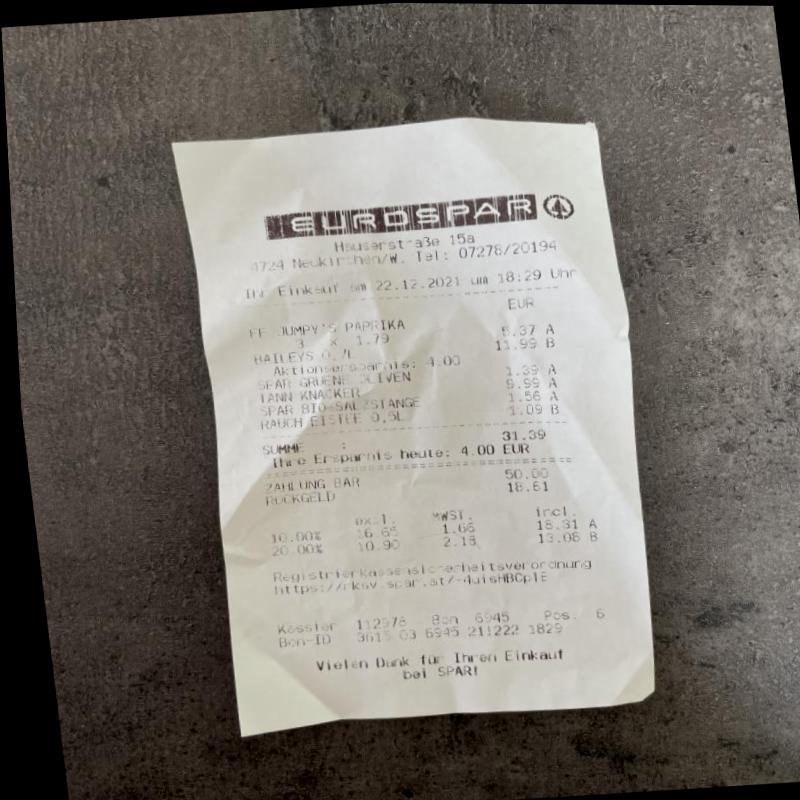 EUROSPAR
Hauserstraße 15a
4724 Neukirchen/W. Tel: 07278/20194
Ihr Einkauf am 22.12.2021 um 18:29 Uhr
EUR
FF JUMPY'S PAPRIKA 5.37 A
3 x 1.79
BAILEYS 0,7L 11.99 B
Aktionsersparnis: 4.00
SPAR GRUENE OLIVEN 1.39 A
TANN KNACKER 9.99 A
SPAR BIO-SALZSTANGE 1.56 A
RAUCH EISTEE 0,5L 1.09 B
SUMME : 31.39
Ihre Ersparnis heute: 4.00 EUR
ZAHLUNG BAR 50.00
RÜCKGELD 18.61
excl. MWST. incl.
10.00% 16.65 1.66 18.31 A
20.00% 10.90 2.18 13.08 B
Registrierkassensicherheitsverordnung
https://rksv.spar.at/-4uisHBCplE
Kassier 112978 Bon 6945 Pos. 6
Bon-ID 3615 03 6945 211222 1829
Vielen Dank für Ihren Einkauf
bei SPAR!